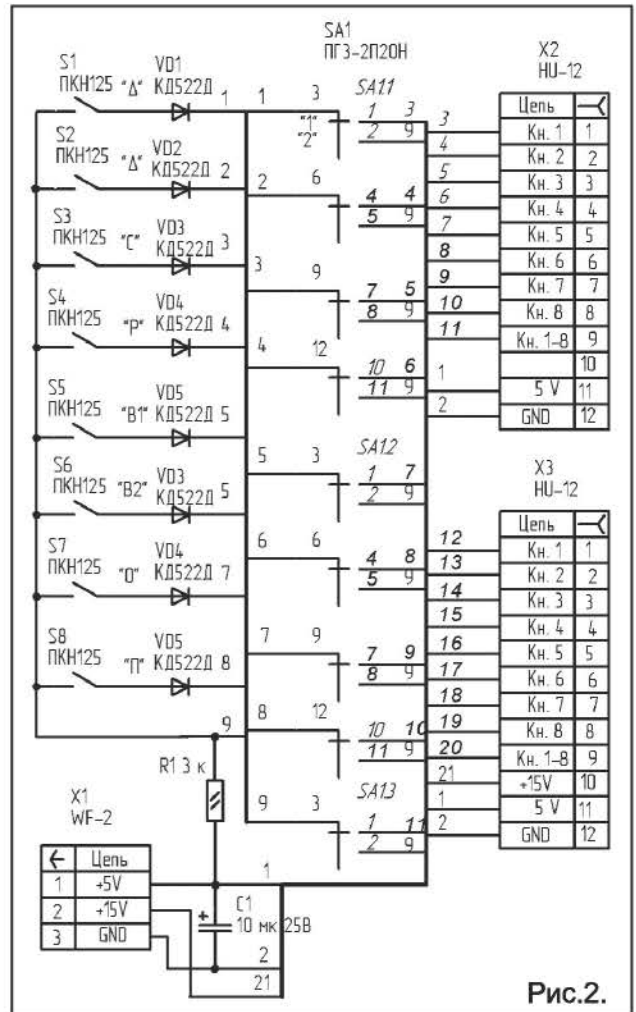 SA1
ПГ3-2П20Н
S1
ПКН125
"Δ"
VD1
КД522Д
1
1
3
SA1.1
"1"
"2"
1 3
2 9
S2
ПКН125
"Δ"
VD2
КД522Д
2
2
6
4 4
5 9
S3
ПКН125
"С"
VD3
КД522Д
3
3
9
7 5
8 9
S4
ПКН125
"Р"
VD4
КД522Д
4
4
12
10 6
11 9
S5
ПКН125
"В1"
VD5
КД522Д
5
5
3
SA1.2
1 7
2 9
S6
ПКН125
"В2"
VD3
КД522Д
5
6
6
4 8
5 9
S7
ПКН125
"О"
VD4
КД522Д
7
7
9
7 9
8 9
S8
ПКН125
"П"
VD5
КД522Д
8
8
12
10 10
11 9
9
9
3
SA1.3
1 11
2 9
R1 3 к
X1
WF-2
Цепь
1 +5V
2 +15V
3 GND
+
C1
10 мк 25В
1
2
21
X2
HU-12
Цепь
3 Кн. 1 1
4 Кн. 2 2
5 Кн. 3 3
6 Кн. 4 4
7 Кн. 5 5
8 Кн. 6 6
9 Кн. 7 7
10 Кн. 8 8
11 Кн. 1-8 9
10
1 5 V 11
2 GND 12
X3
HU-12
Цепь
12 Кн. 1 1
13 Кн. 2 2
14 Кн. 3 3
15 Кн. 4 4
16 Кн. 5 5
17 Кн. 6 6
18 Кн. 7 7
19 Кн. 8 8
20 Кн. 1-8 9
21 +15V 10
1 5 V 11
2 GND 12
Рис.2.